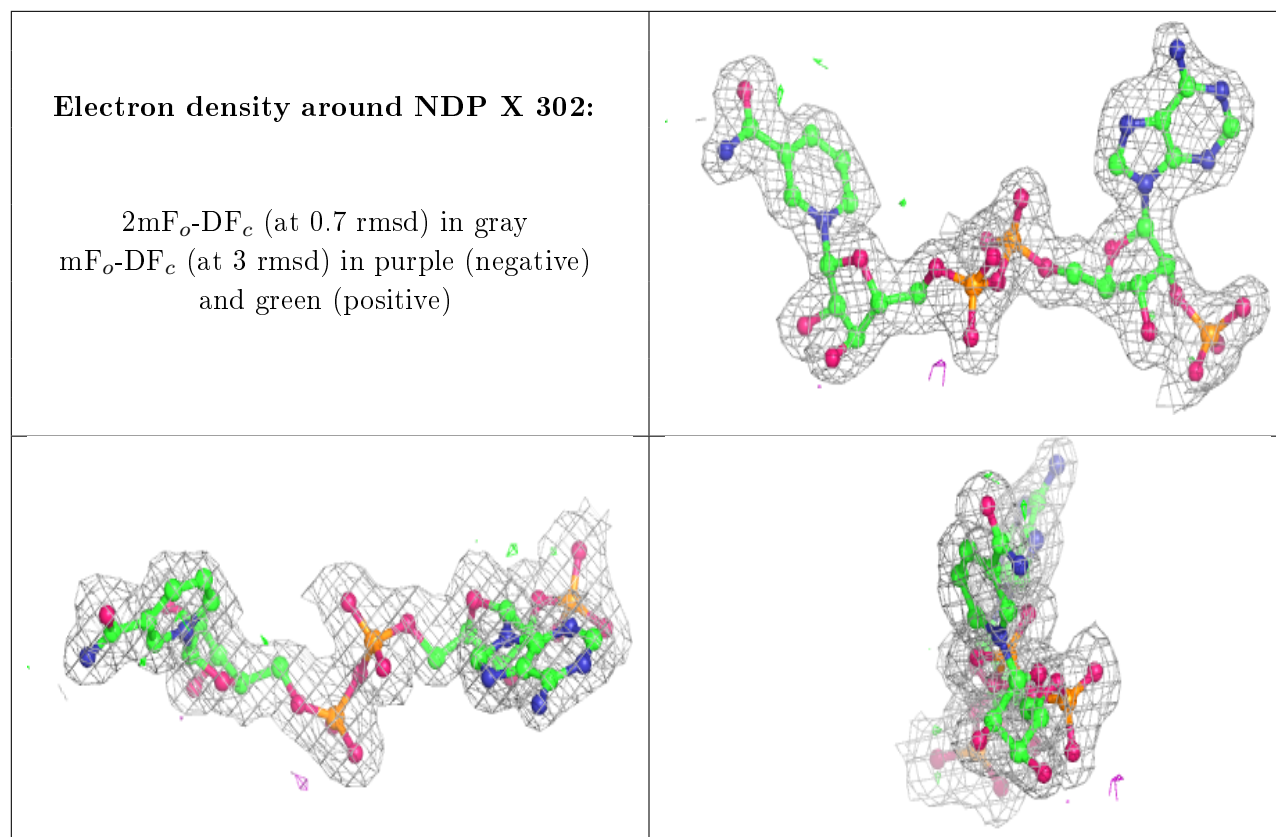 Electron density around NDP X 302:
2mFo-DFc (at 0.7 rmsd) in gray
mFo-DFc (at 3 rmsd) in purple (negative)
and green (positive)